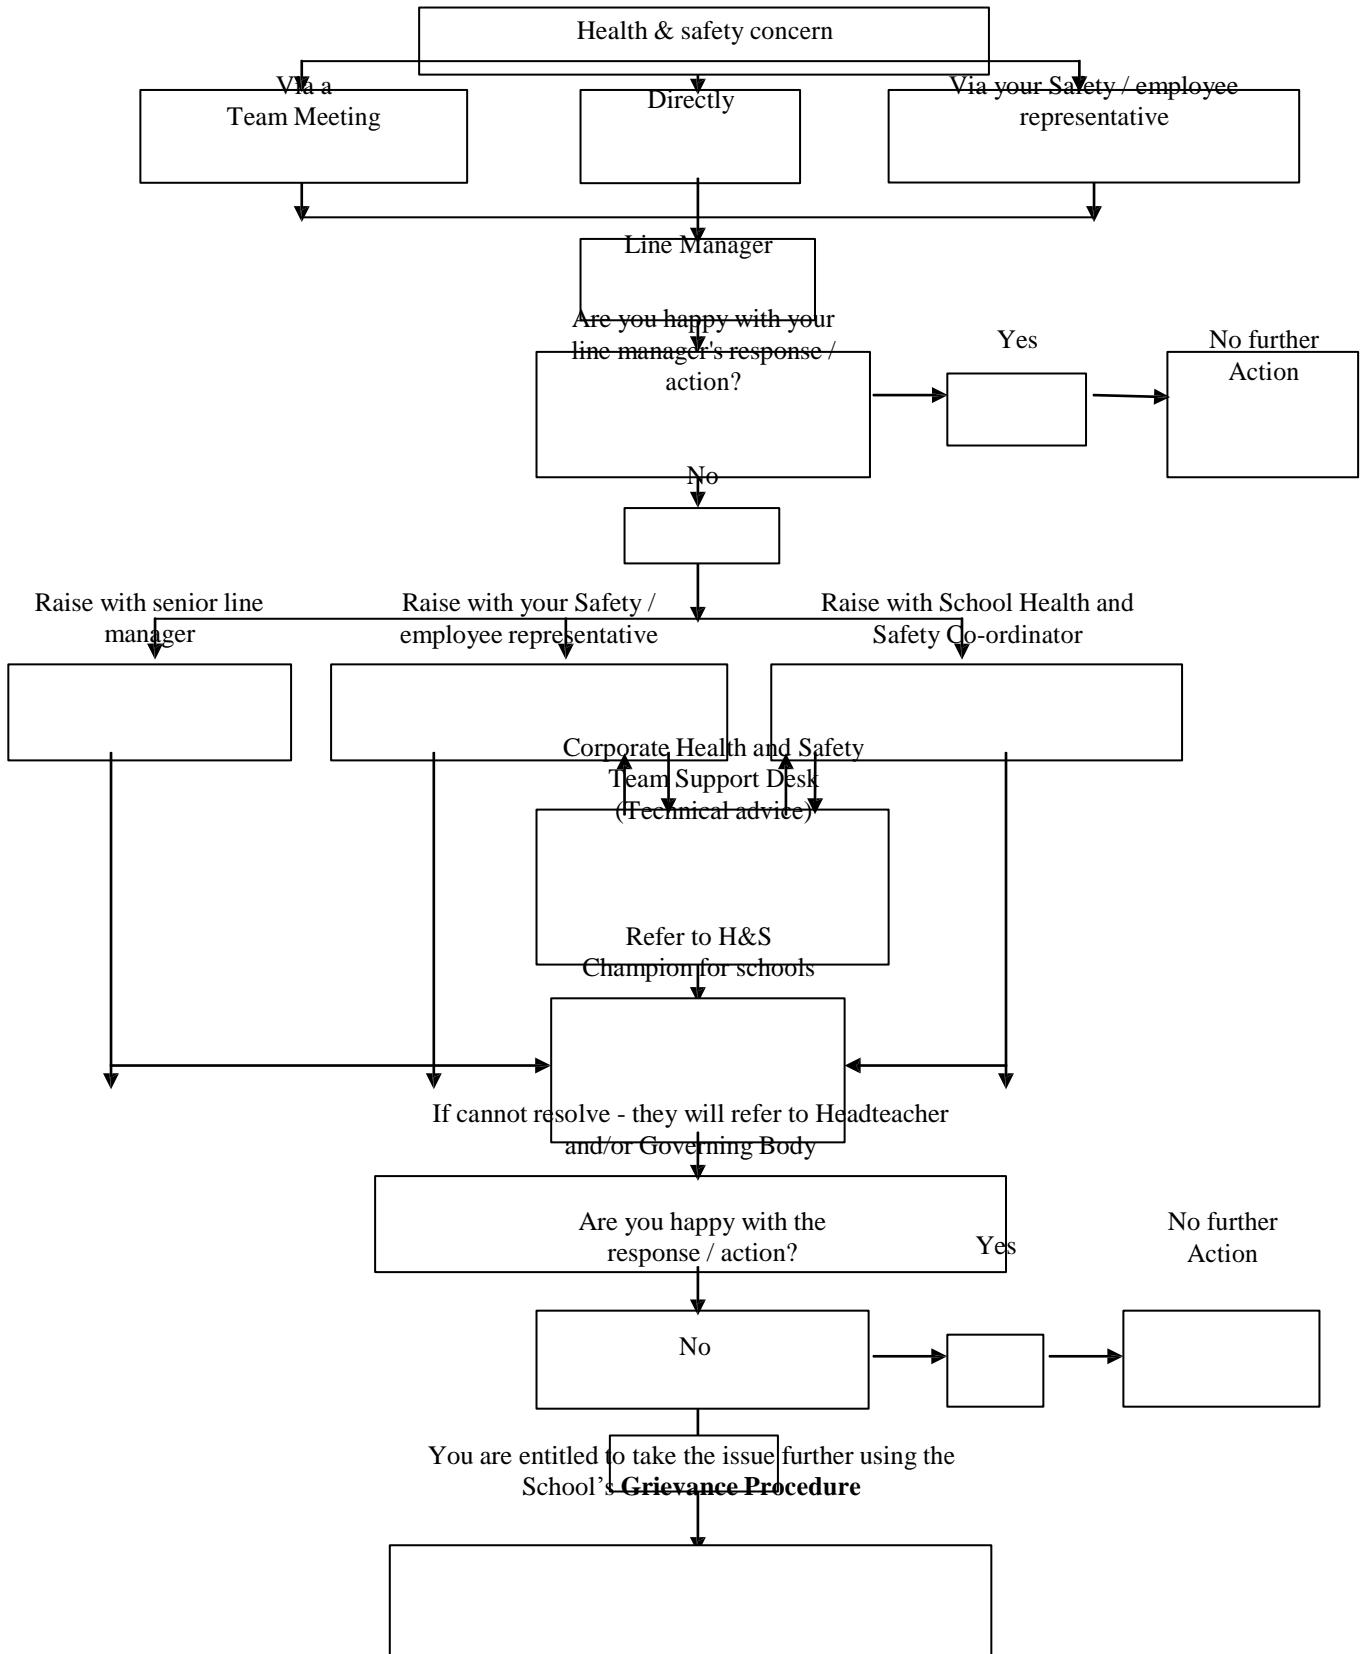 Health & safety concern
Via a
Team Meeting
Directly
Via your Safety / employee
representative
Line Manager
Are you happy with your
line manager's response /
action?
Yes
No further
Action
No
Raise with senior line
manager
Raise with your Safety /
employee representative
Raise with School Health and
Safety Co-ordinator
Corporate Health and Safety
Team Support Desk
(Technical advice)
Refer to H&S
Champion for schools
If cannot resolve - they will refer to Headteacher
and/or Governing Body
Are you happy with the
response / action?
Yes
No further
Action
No
You are entitled to take the issue further using the
School’s Grievance Procedure